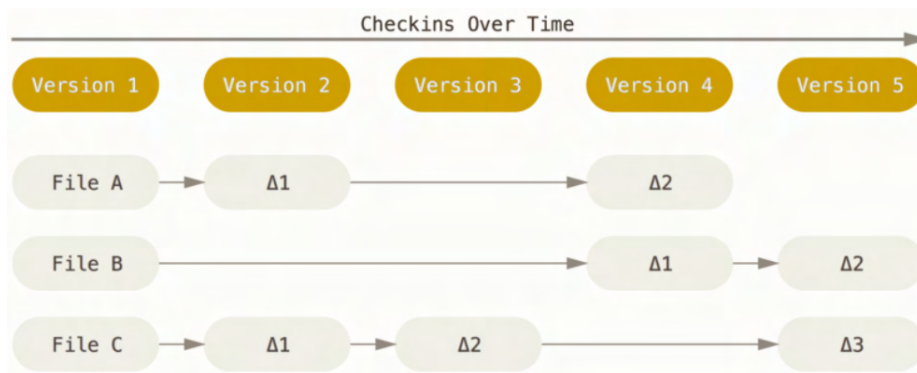 Checkins Over Time
Version 1 Version 2 Version 3 Version 4 Version 5
File A Δ1 Δ2
File B Δ1 Δ2
File C Δ1 Δ2 Δ3